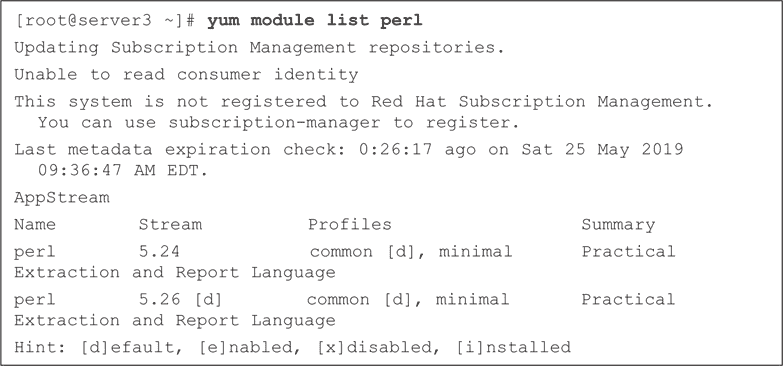 [root@server3 ~]# yum module list perl
Updating Subscription Management repositories.
Unable to read consumer identity
This system is not registered to Red Hat Subscription Management.
You can use subscription-manager to register.
Last metadata expiration check: 0:26:17 ago on Sat 25 May 2019
09:36:47 AM EDT.
AppStream
Name Stream Profiles Summary
perl 5.24 common [d], minimal Practical
Extraction and Report Language
perl 5.26 [d] common [d], minimal Practical
Extraction and Report Language
Hint: [d]efault, [e]nabled, [x]disabled, [i]nstalled